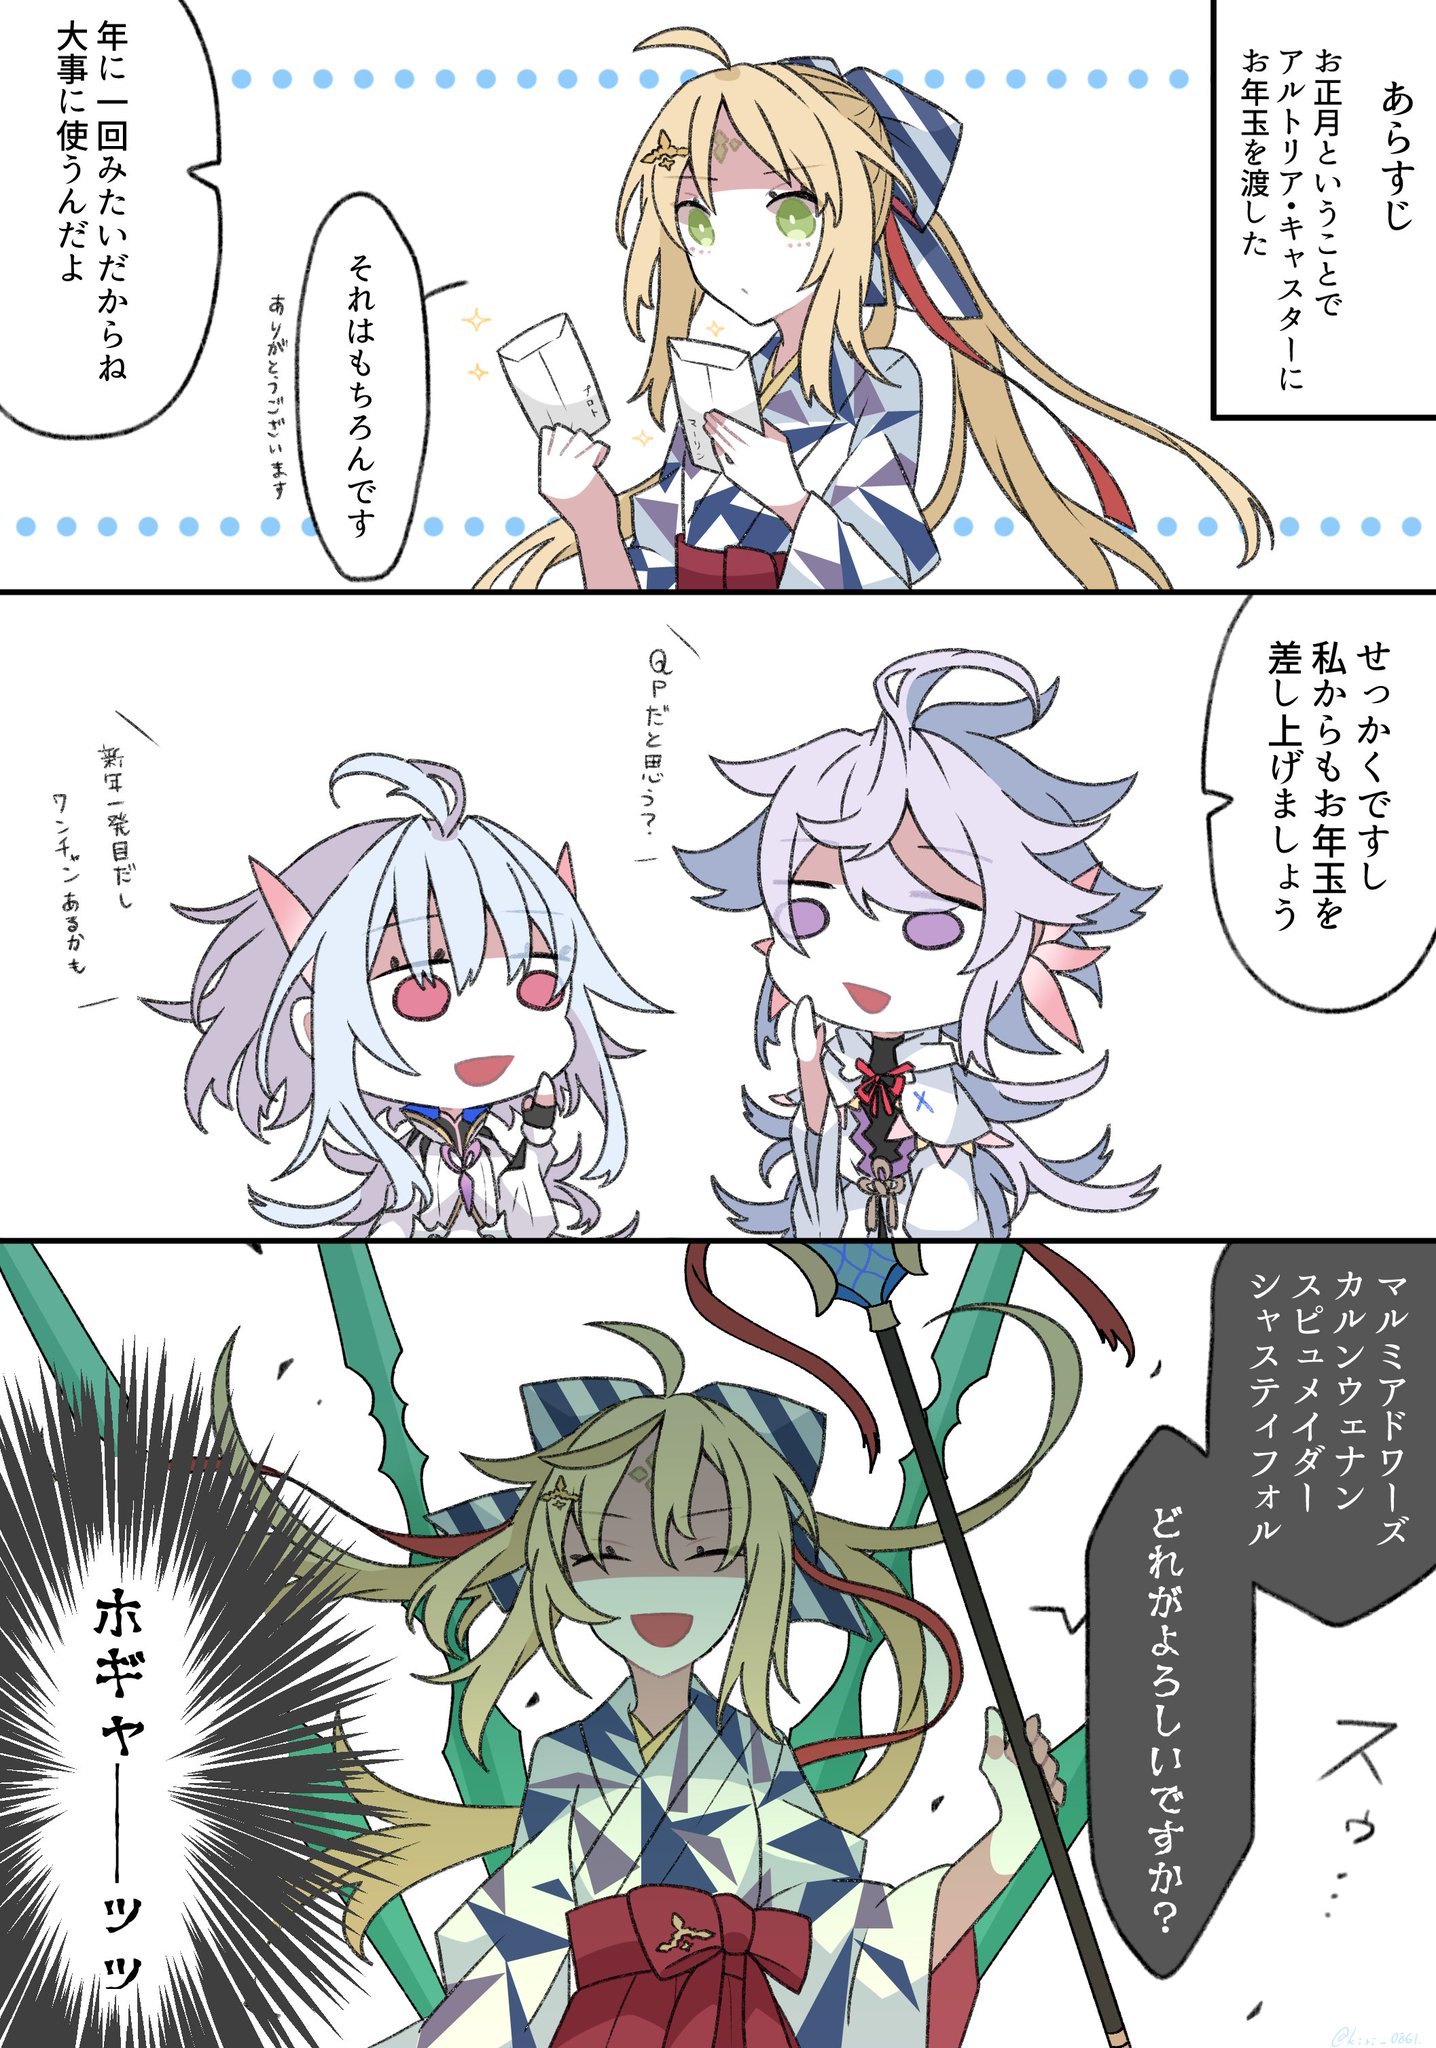 あらすじ
お正月ということで
アルトリア・キャスターに
お年玉を渡した
プロト
マーリン
それはもちろんです
ありがとうございます
年に一回みたいだからね
大事に使うんだよ
せっかくですし
私からもお年玉を
差し上げましょう
QPだと思う?
新年一発目だし
ワンチャンあるかも
マルミアドワーズ
カルンウェナン
スピュメイダー
シャスティフォル
どれがよろしいですか?
スゥ…
ホギャーーッッ
@kiri_0861